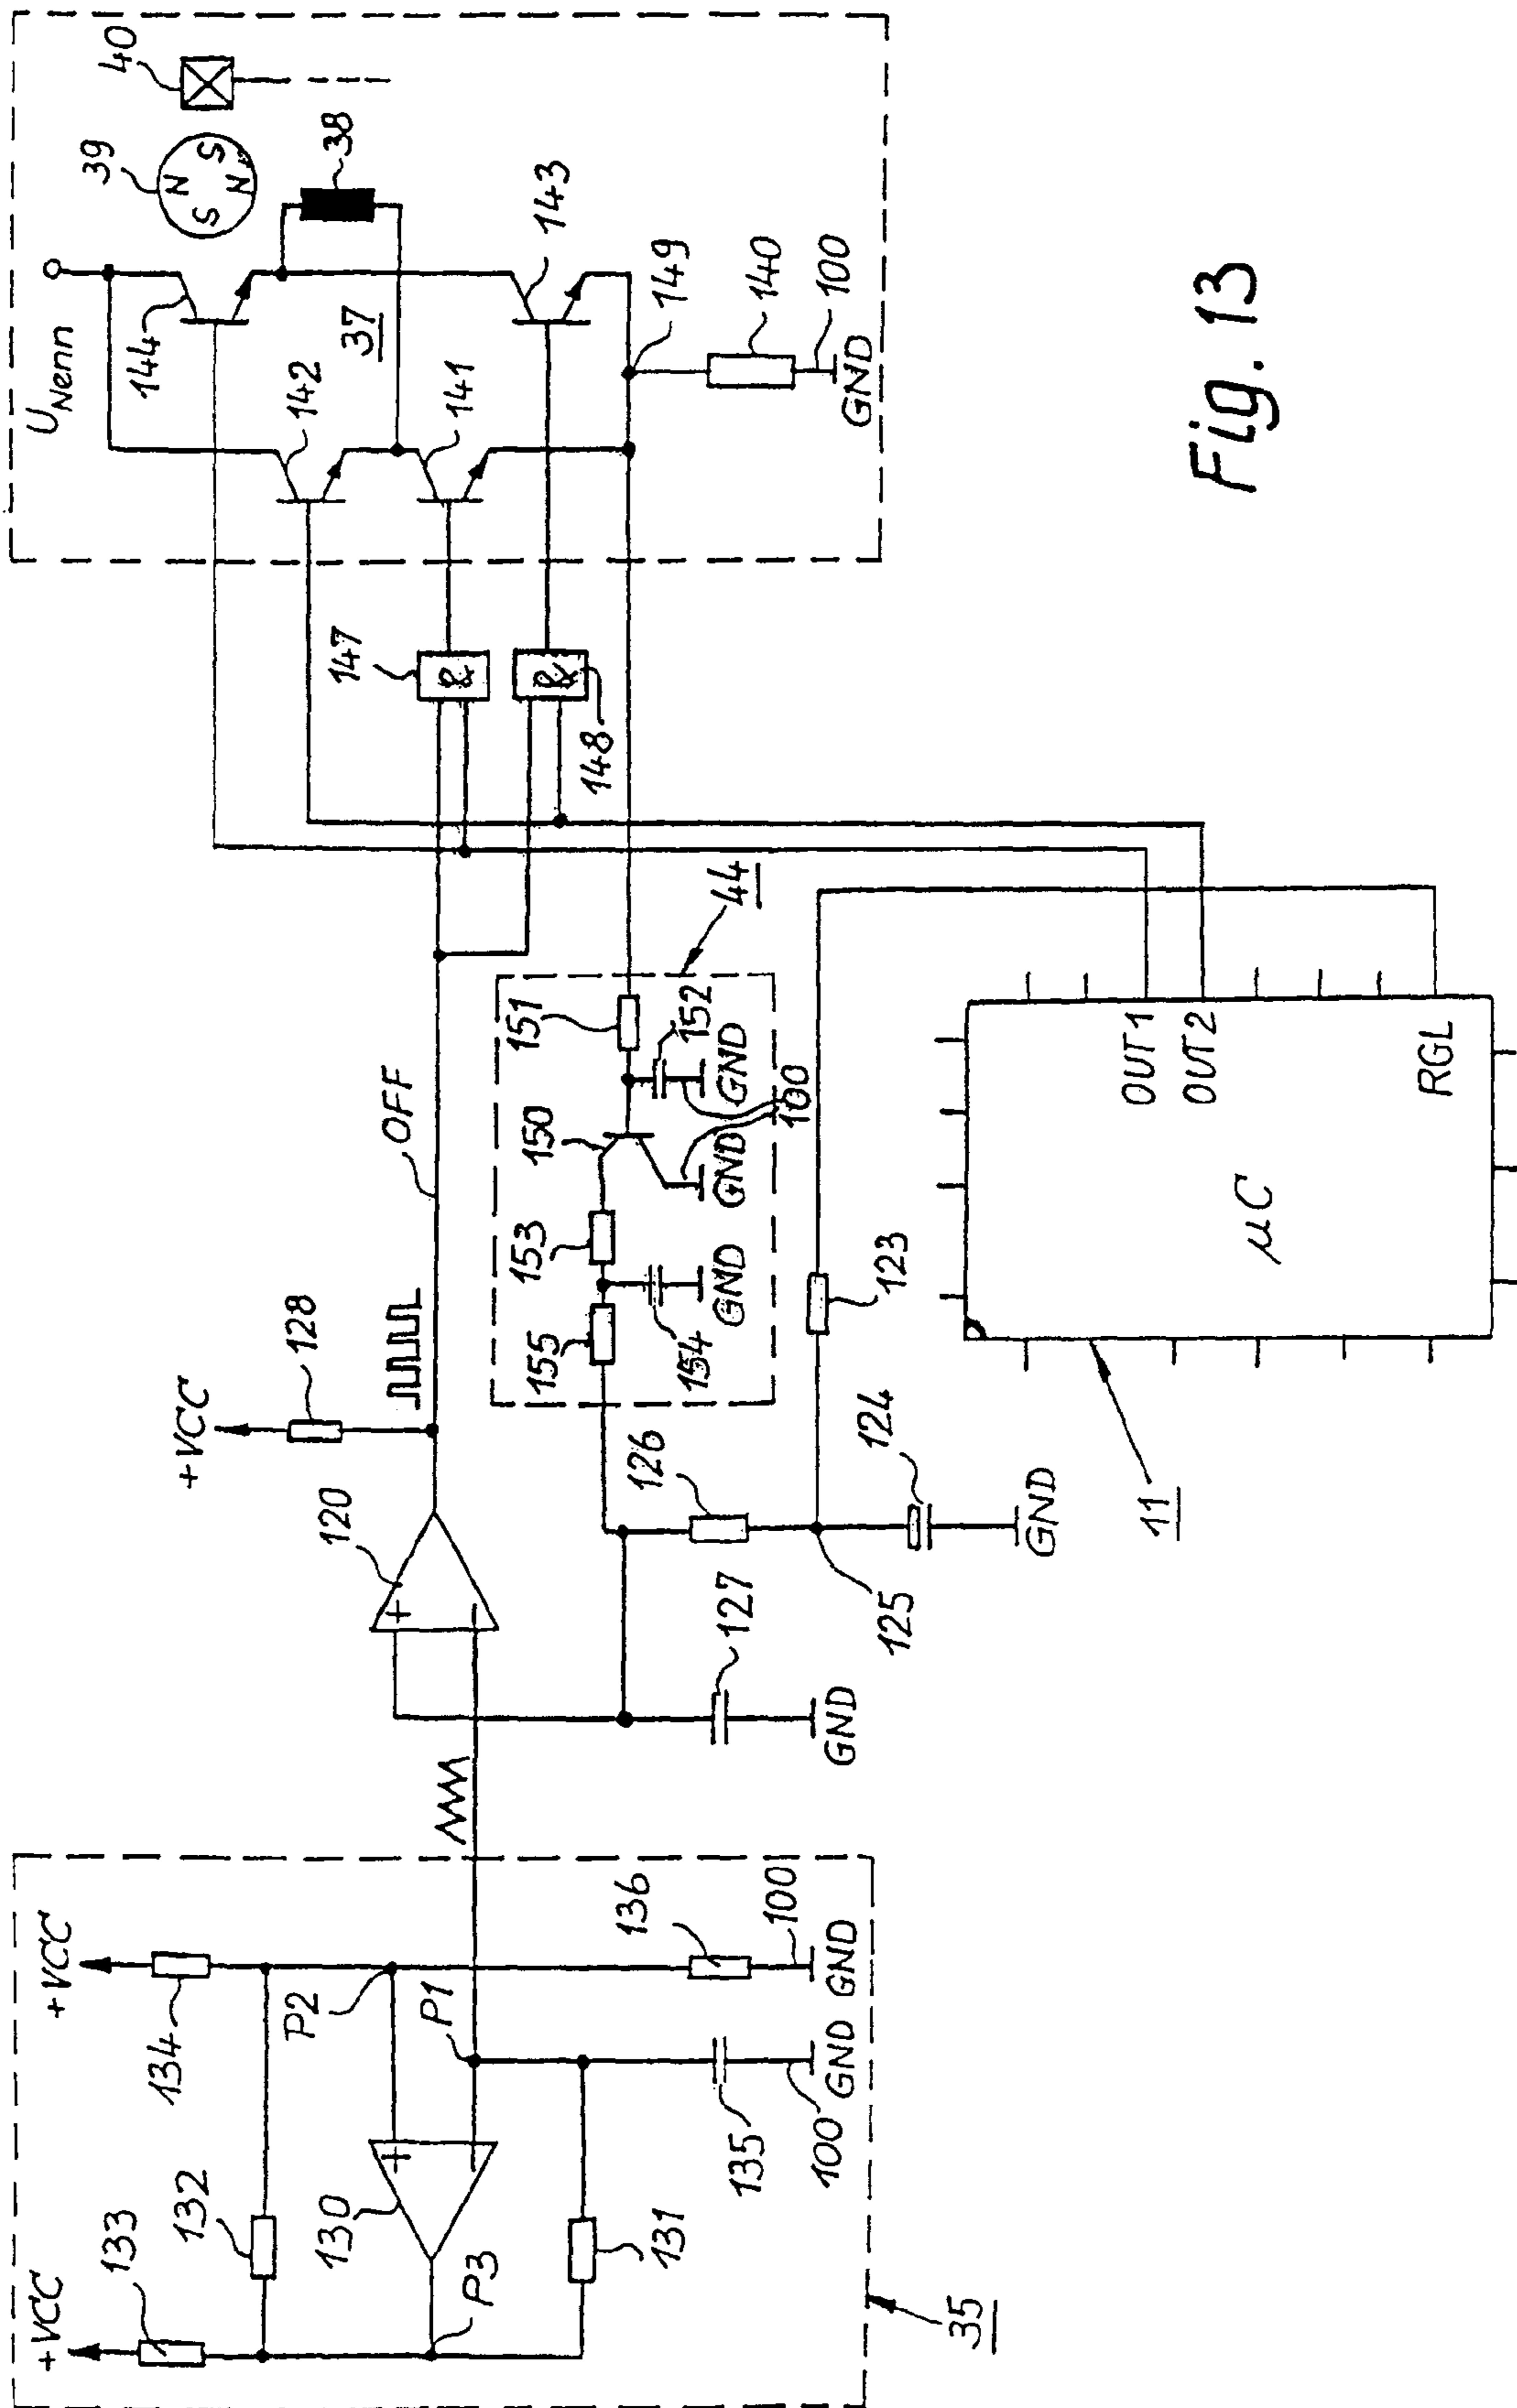 +VCC
133
132
134
+VCC
130
+
−
P3
P2
P1
131
135
136
100
GND
100
GND
35
120
+
−
+VCC
128
OFF
127
GND
126
125
124
GND
123
155
153
150
151
154
GND
GND
152
GND
100
44
147
&
&
148
U Nenn
144
142
37
141
143
149
140
100
GND
39
S
N
S
N
38
40
11
µC
OUT1
OUT2
RGL
Fig. 13